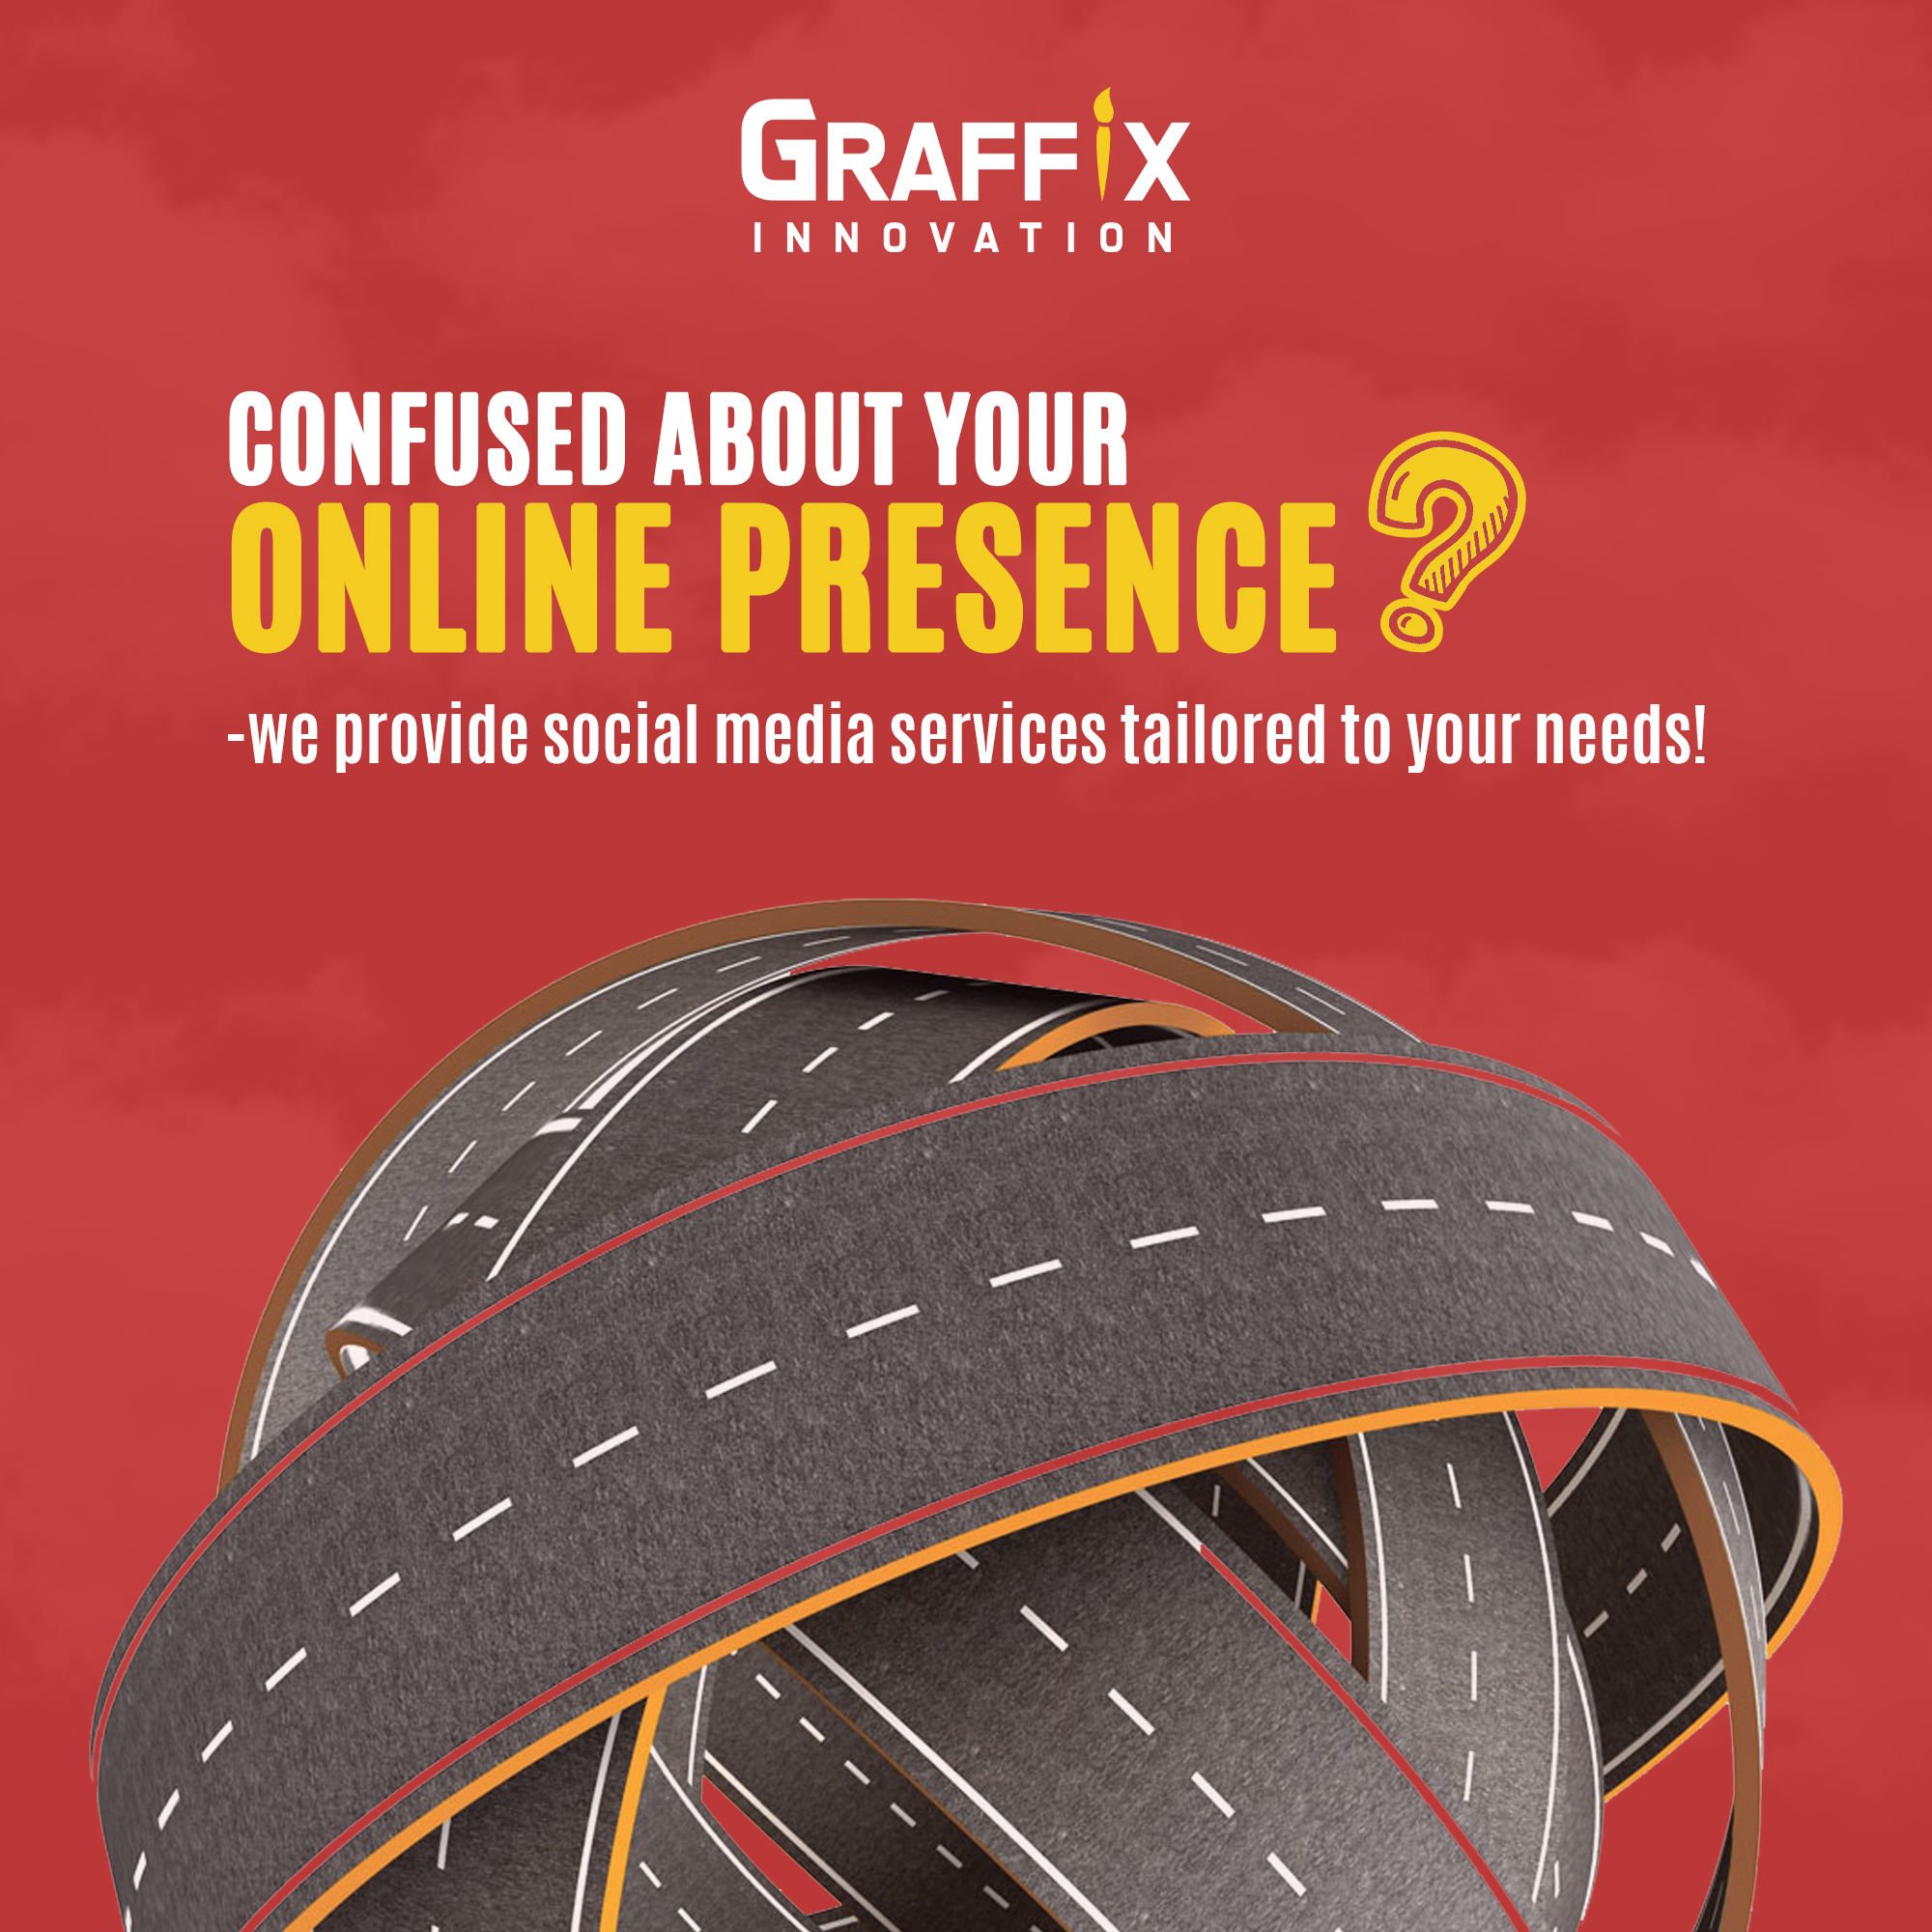 GRAFFiX
INNOVATION
CONFUSED ABOUT YOUR
ONLINE PRESENCE?
-we provide social media services tailored to your needs!